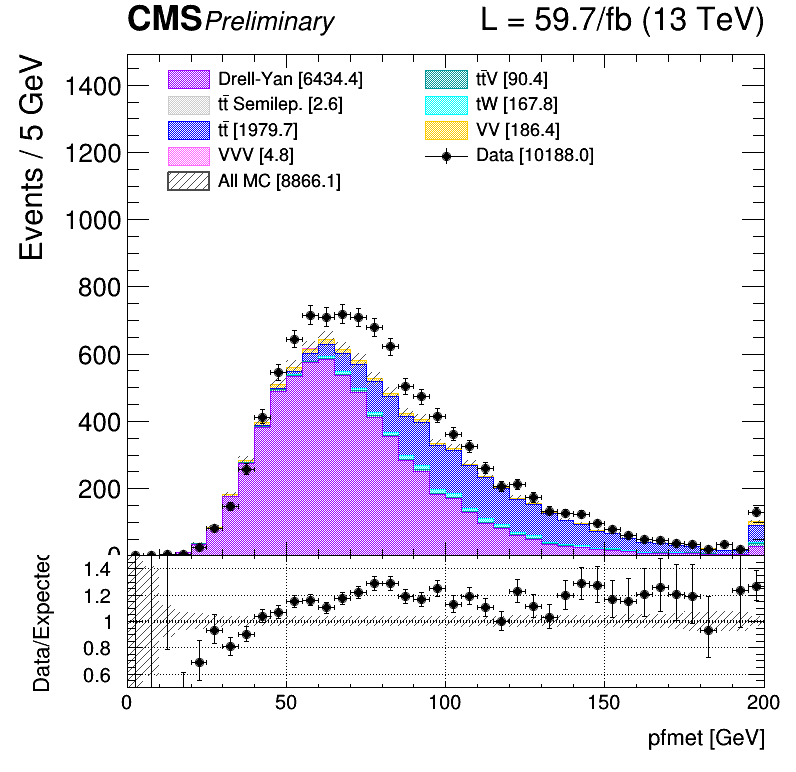 CMS Preliminary L = 59.7/fb (13 TeV)
Events / 5 GeV
1400
1200
1000
800
600
400
200
0
Drell-Yan [6434.4]
tt̄ Semilep. [2.6]
tt̄ [1979.7]
VVV [4.8]
All MC [8866.1]
tt̄V [90.4]
tW [167.8]
VV [186.4]
Data [10188.0]
Data/Expected
1.4
1.2
1
0.8
0.6
0 50 100 150 200
pfmet [GeV]